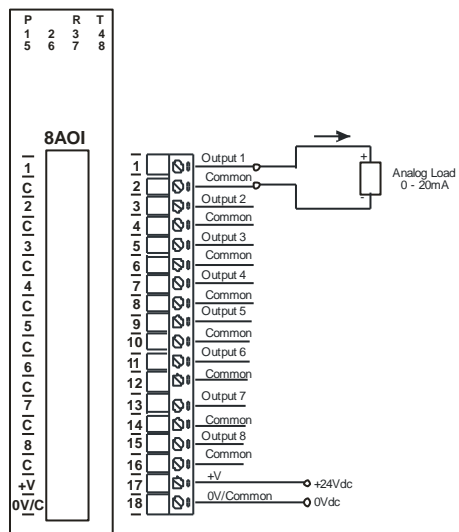 P R T
1 2 3 4
5 6 7 8
8AOI
1
C
2
C
3
C
4
C
5
C
6
C
7
C
8
C
+V
0V/C
1 Output 1
2 Common
3 Output 2
4 Common
5 Output 3
6 Common
7 Output 4
8 Common
9 Output 5
10 Common
11 Output 6
12 Common
13 Output 7
14 Common
15 Output 8
16 Common
17 +V +24Vdc
18 0V/Common 0Vdc
+
-
Analog Load
0 - 20mA